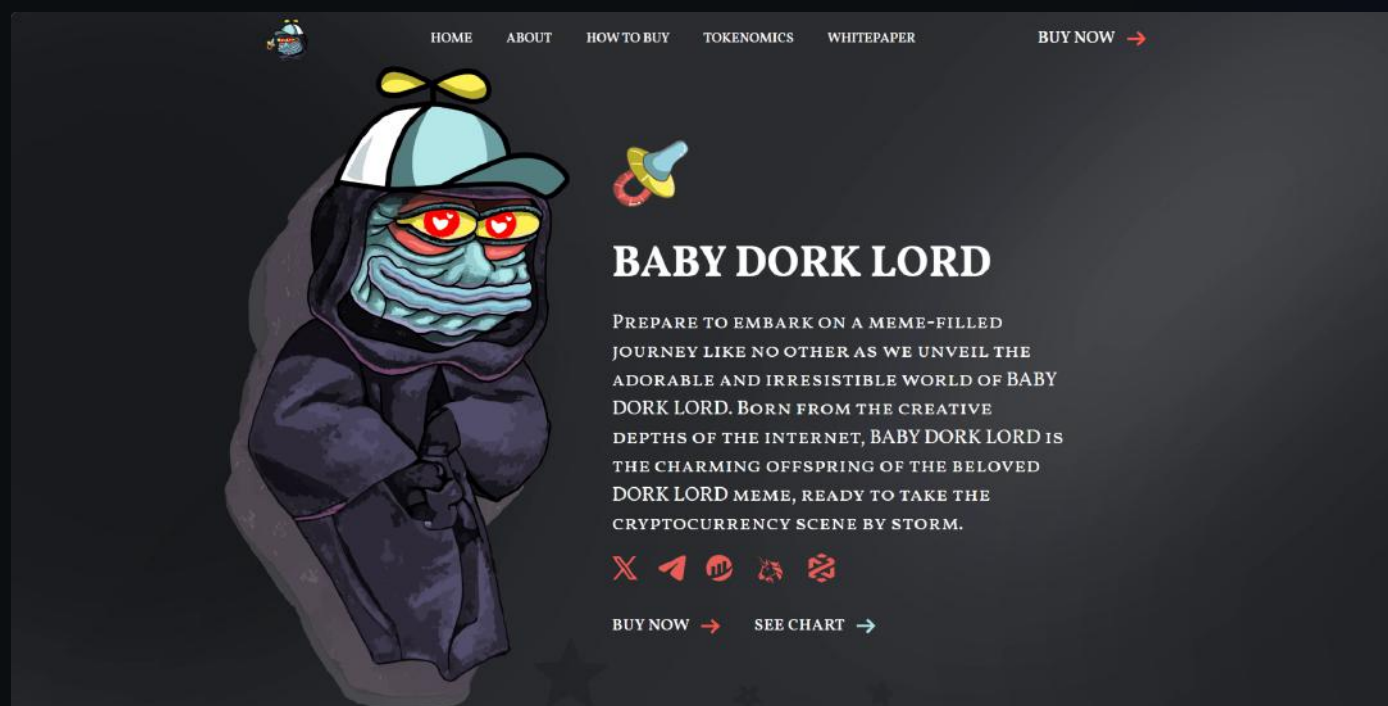 HOME ABOUT HOW TO BUY TOKENOMICS WHITEPAPER BUY NOW
BABY DORK LORD
PREPARE TO EMBARK ON A MEME-FILLED
JOURNEY LIKE NO OTHER AS WE UNVEIL THE
ADORABLE AND IRRESISTIBLE WORLD OF BABY
DORK LORD. BORN FROM THE CREATIVE
DEPTHS OF THE INTERNET, BABY DORK LORD IS
THE CHARMING OFFSPRING OF THE BELOVED
DORK LORD MEME, READY TO TAKE THE
CRYPTOCURRENCY SCENE BY STORM.
BUY NOW SEE CHART